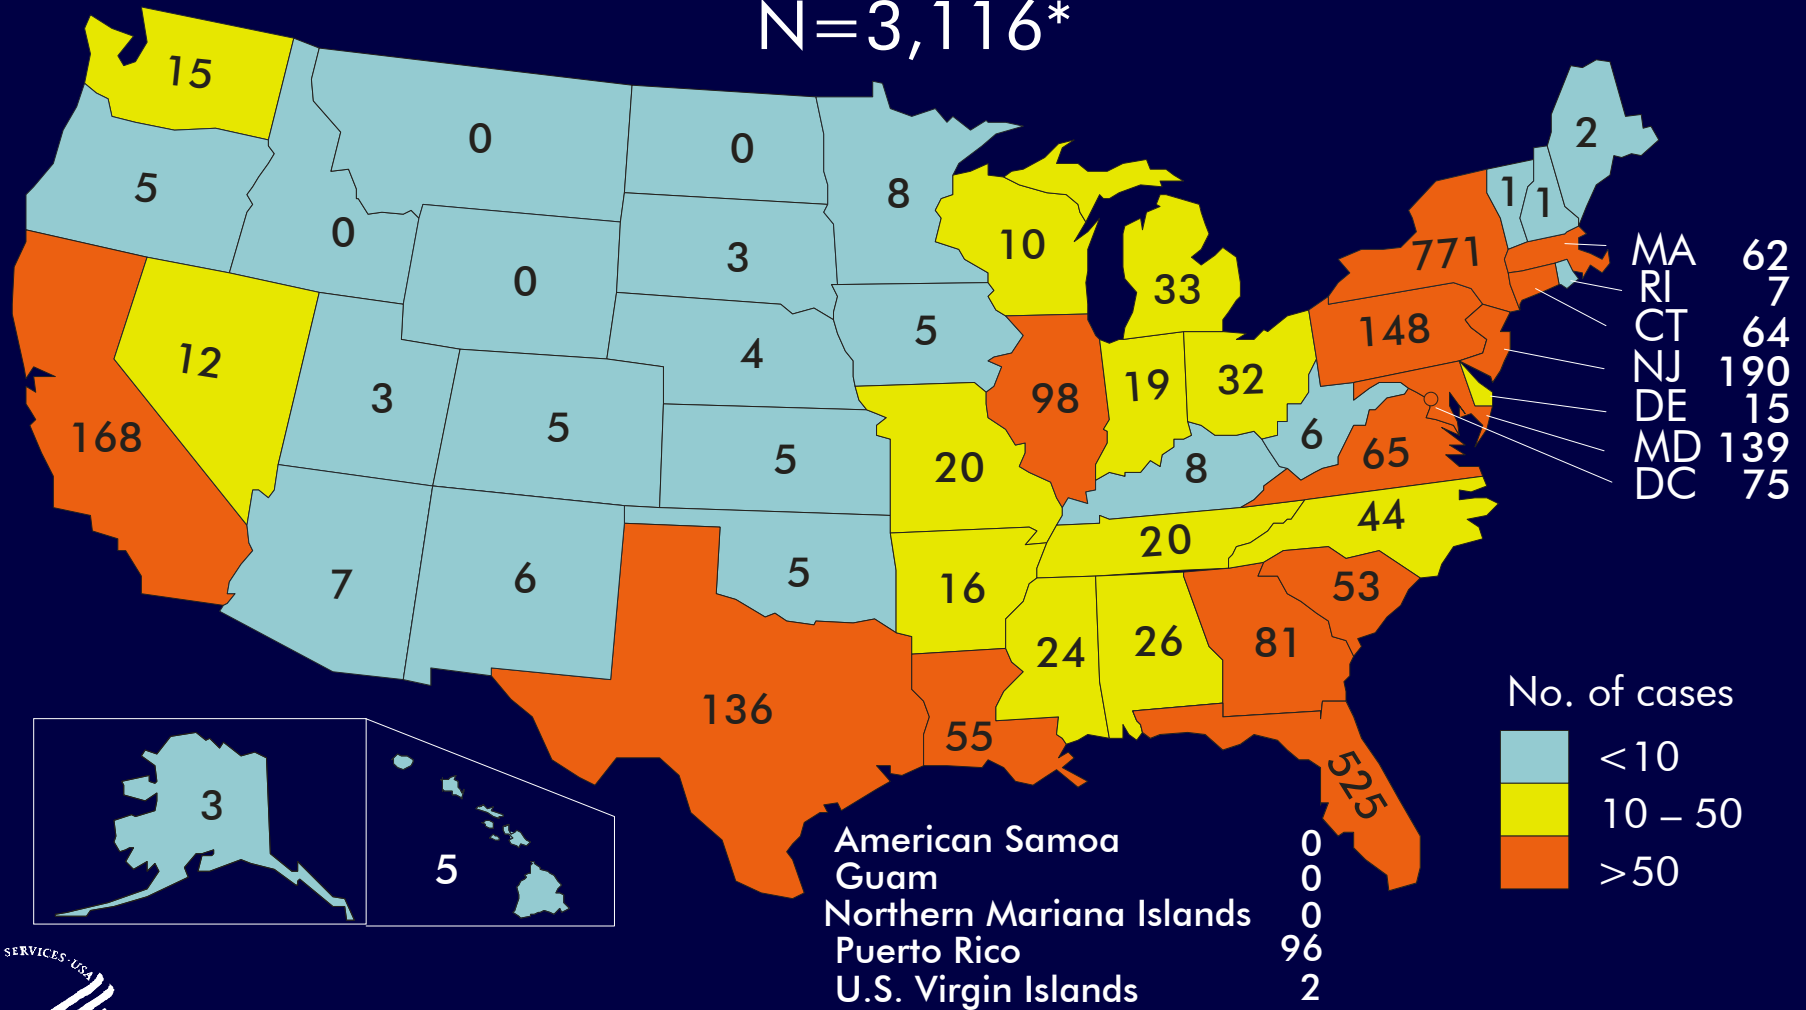 N=3,116*
15
0
0
2
5
8
1
1
0
10
771
MA 62
3
0
33
RI 7
5
148
CT 64
12
4
NJ 190
3
98
19
32
DE 15
168
5
5
20
8
6
65
MD 139
DC 75
44
20
7
6
5
16
53
24
26
81
136
55
No. of cases
<10
525
3
10 – 50
5
>50
American Samoa 0
Guam 0
Northern Mariana Islands 0
Puerto Rico 96
U.S. Virgin Islands 2
SERVICES·USA